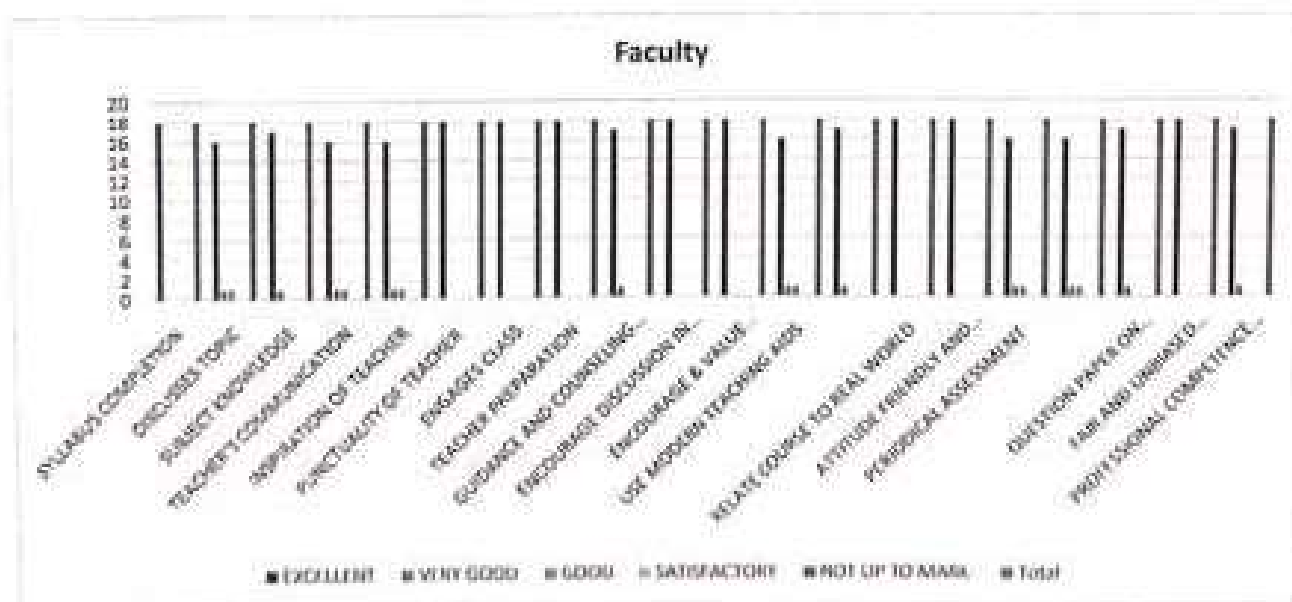 Faculty
20
18
16
14
12
10
8
6
4
2
0
SYLLABUS COMPLETION
DISCUSSES TOPIC
SUBJECT KNOWLEDGE
TEACHER'S COMMUNICATION
INSPIRATION OF TEACHER
PUNCTUALITY OF TEACHER
ENGAGES CLASS
TEACHER PREPARATION
GUIDANCE AND COUNSELING...
ENCOURAGE DISCUSSION IN...
ENCOURAGE & VALUE...
USE MODERN TEACHING AIDS
RELATE COURSE TO REAL WORLD
ATTITUDE FRIENDLY AND...
PERIODICAL ASSESSMENT
QUESTION PAPER ON...
FAIR AND UNBIASED...
PROFESSIONAL COMPETENCE...
EXCELLENT VERY GOOD GOOD SATISFACTORY NOT UP TO MARK Total